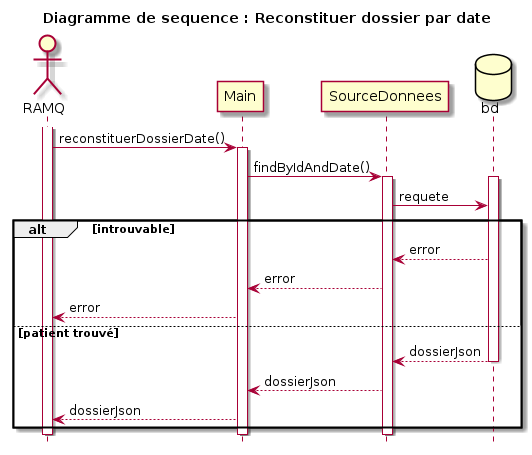 Diagramme de sequence : Reconstituer dossier par date
RAMQ
Main
SourceDonnees
bd
reconstituerDossierDate()
findByIdAndDate()
requete
alt
[introuvable]
error
error
error
[patient trouvé]
dossierJson
dossierJson
dossierJson